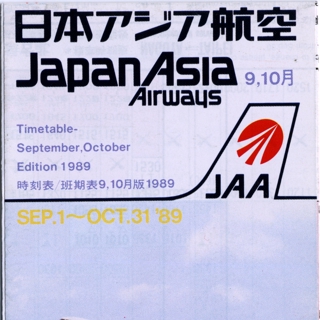 日本アジア航空
JapanAsia 9,10月
Airways
Timetable-
September,October
Edition 1989
時刻表/班期表9,10月版1989
JAA
SEP.1〜OCT.31 '89